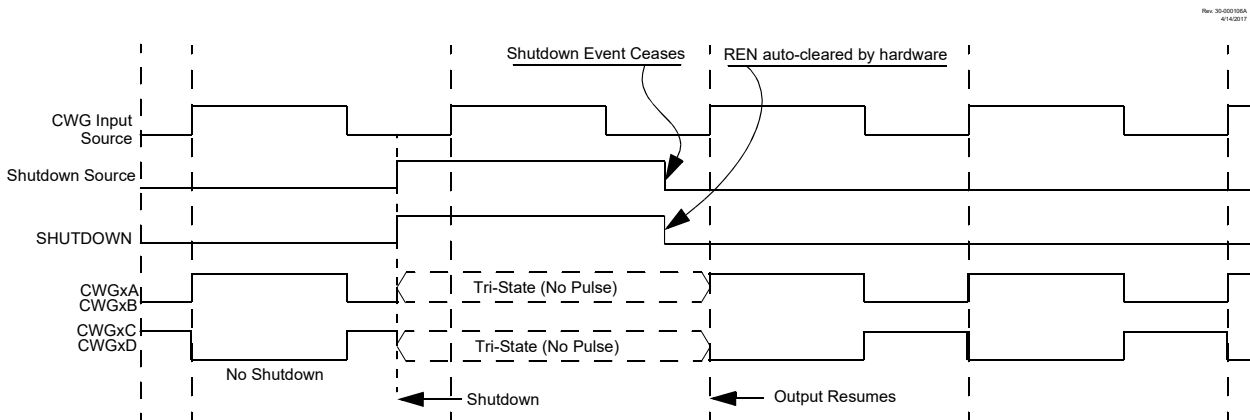 Rev. 30-000108A
4/14/2017
Shutdown Event Ceases
REN auto-cleared by hardware
CWG Input
Source
Shutdown Source
SHUTDOWN
CWGxA
CWGxB
Tri-State (No Pulse)
CWGxC
CWGxD
Tri-State (No Pulse)
No Shutdown
Shutdown
Output Resumes